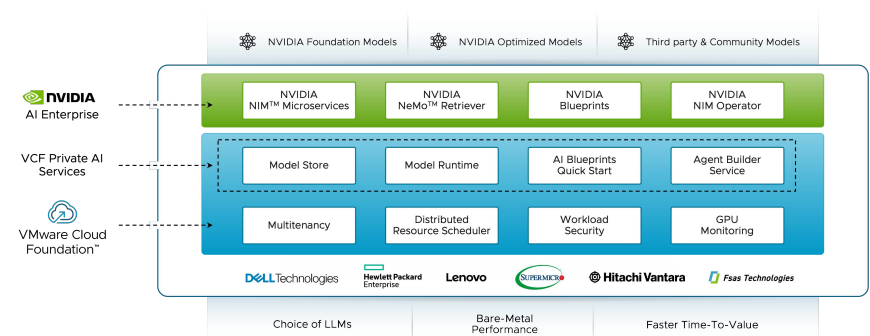 NVIDIA Foundation Models
NVIDIA Optimized Models
Third party & Community Models
NVIDIA
AI Enterprise
NVIDIA
NIM™ Microservices
NVIDIA
NeMo™ Retriever
NVIDIA
Blueprints
NVIDIA
NIM Operator
VCF Private AI
Services
Model Store
Model Runtime
AI Blueprints
Quick Start
Agent Builder
Service
VMware Cloud
Foundation™
Multitenancy
Distributed
Resource Scheduler
Workload
Security
GPU
Monitoring
DELLTechnologies
Hewlett Packard
Enterprise
Lenovo
SUPERMICRO
Hitachi Vantara
Fsas Technologies
Choice of LLMs
Bare-Metal
Performance
Faster Time-To-Value